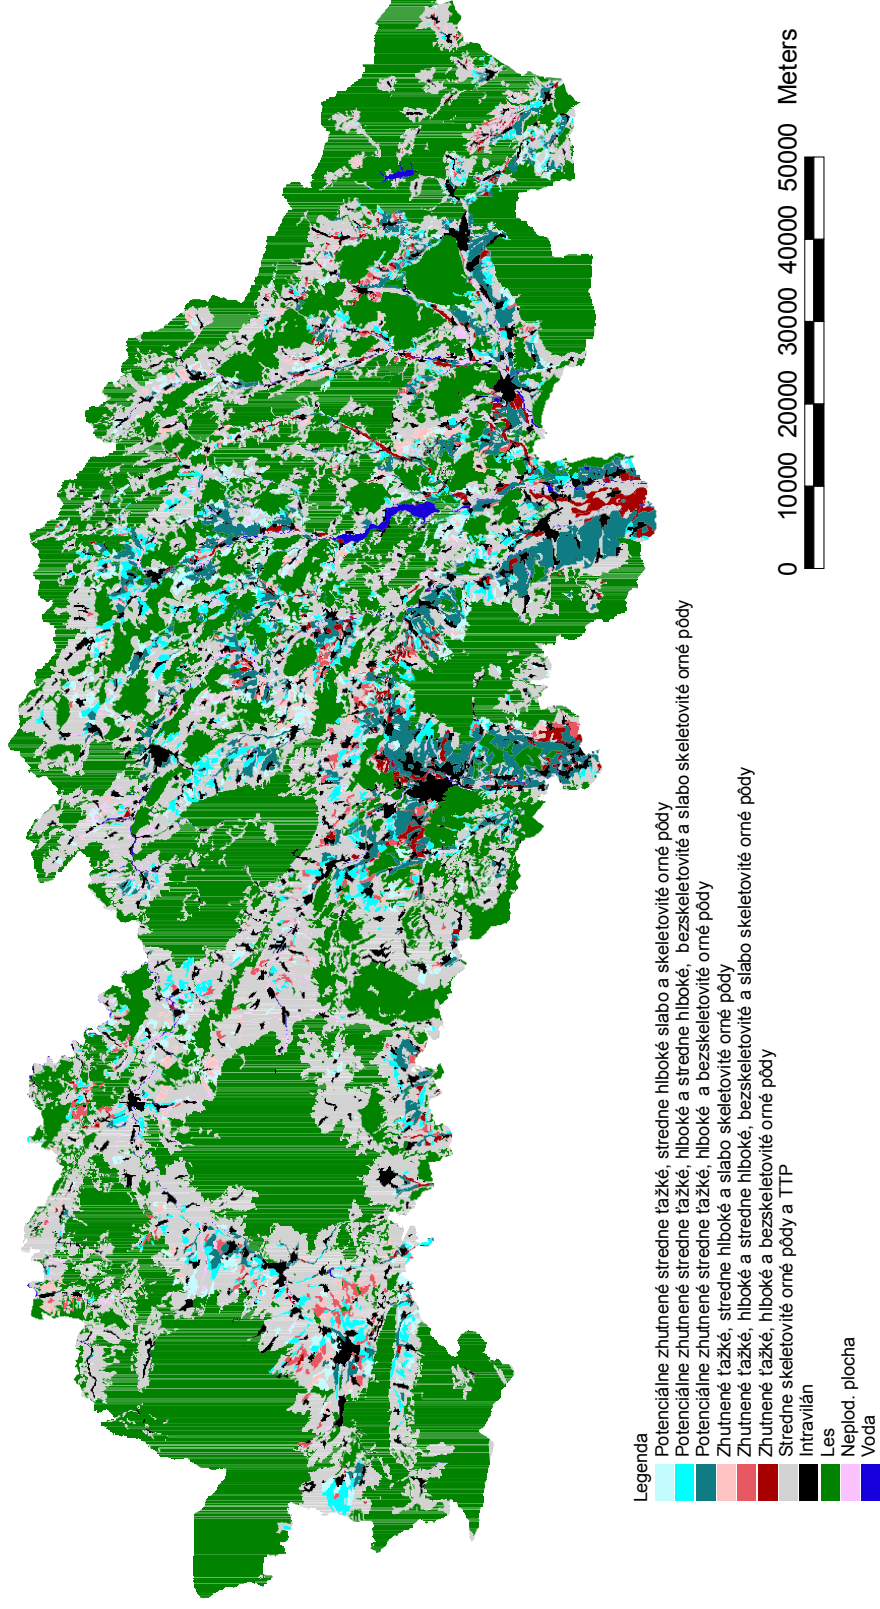 Legenda
Potenciálne zhutnené stredne ťažké, stredne hlboké slabo a skeletovité orné pôdy
Potenciálne zhutnené stredne ťažké, hlboké a stredne hlboké, bezskeletovité a slabo skeletovité orné pôdy
Potenciálne zhutnené stredne ťažké, hlboké a bezskeletovité orné pôdy
Zhutnené ťažké, stredne hlboké a slabo skeletovité orné pôdy
Zhutnené ťažké, hlboké a stredne hlboké, bezskeletovité a slabo skeletovité orné pôdy
Zhutnené ťažké, hlboké a bezskeletovité orné pôdy
Stredne skeletovité orné pôdy a TTP
Intravilán
Les
Neplod. plocha
Voda
0 10000 20000 30000 40000 50000 Meters